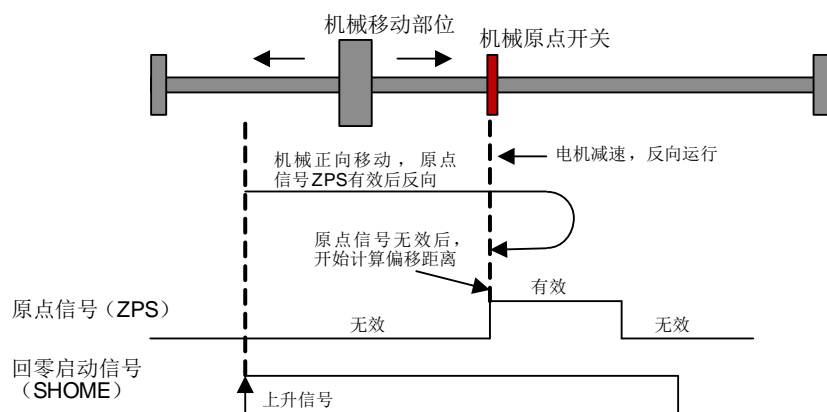 机械移动部位
机械原点开关
机械正向移动，原点
信号ZPS有效后反向
电机减速，反向运行
原点信号无效后，
开始计算偏移距离
有效
原点信号（ZPS）
无效
无效
回零启动信号
（SHOME）
上升信号